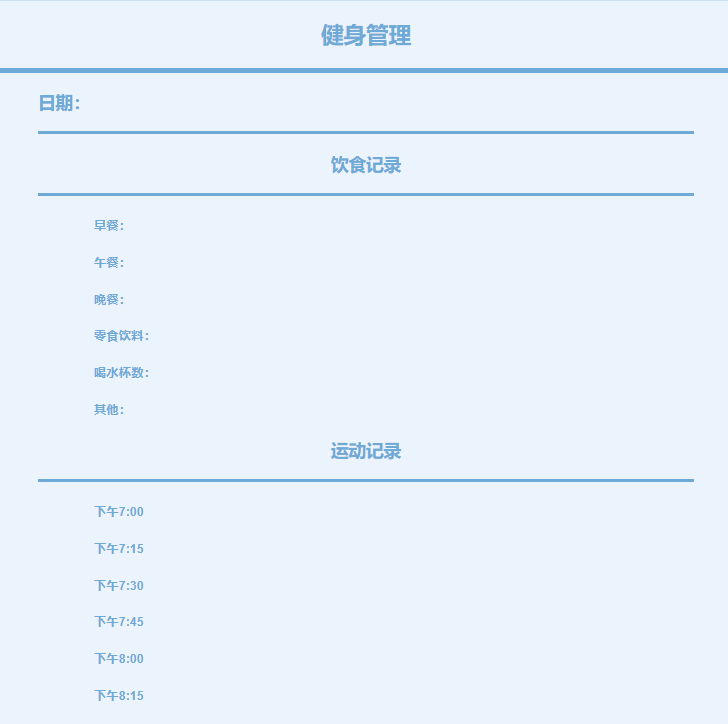 健身管理
日期：
饮食记录
早餐：
午餐：
晚餐：
零食饮料：
喝水杯数：
其他：
运动记录
下午7:00
下午7:15
下午7:30
下午7:45
下午8:00
下午8:15